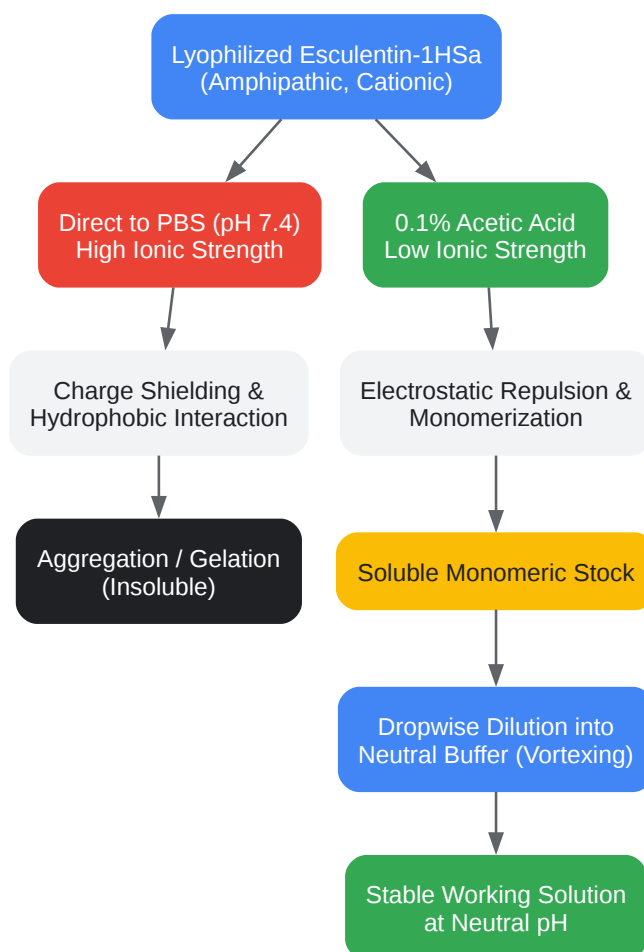 Lyophilized Esculentin-1HSa
(Amphipathic, Cationic)
Direct to PBS (pH 7.4)
High Ionic Strength
0.1% Acetic Acid
Low Ionic Strength
Charge Shielding &
Hydrophobic Interaction
Electrostatic Repulsion &
Monomerization
Aggregation / Gelation
(Insoluble)
Soluble Monomeric Stock
Dropwise Dilution into
Neutral Buffer (Vortexing)
Stable Working Solution
at Neutral pH